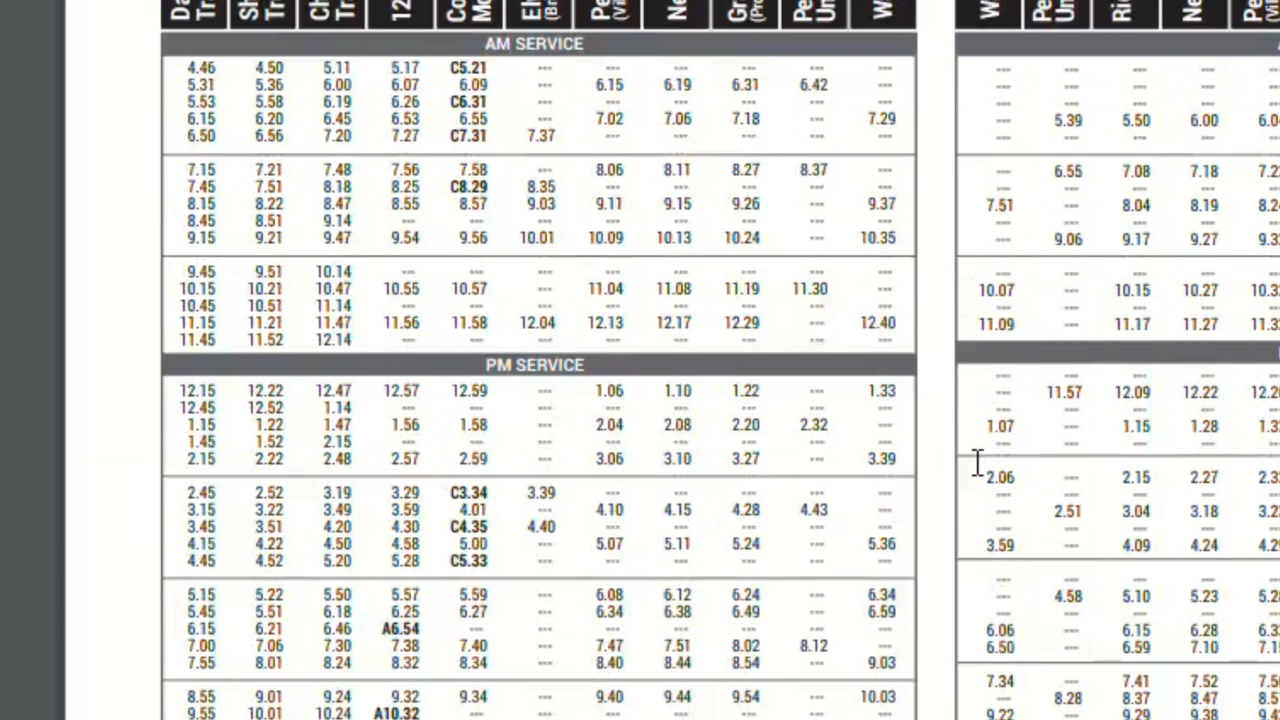 Da Tr Sh Tr Ch Tr 12 Co Me Eh (Br Pe (Vil Ne Gr (Pro Pe Un W
AM SERVICE
4.46 4.50 5.11 5.17 C5.21 --- --- --- --- --- ---
5.31 5.36 6.00 6.07 6.09 --- 6.15 6.19 6.31 6.42 ---
5.53 5.58 6.19 6.26 C6.31 --- --- --- --- --- ---
6.15 6.20 6.45 6.53 6.55 --- 7.02 7.06 7.18 --- 7.29
6.50 6.56 7.20 7.27 C7.31 7.37 --- --- --- --- ---
7.15 7.21 7.48 7.56 7.58 --- 8.06 8.11 8.27 8.37 ---
7.45 7.51 8.18 8.25 C8.29 8.35 --- --- --- --- ---
8.15 8.22 8.47 8.55 8.57 9.03 9.11 9.15 9.26 --- 9.37
8.45 8.51 9.14 --- --- --- --- --- --- --- ---
9.15 9.21 9.47 9.54 9.56 10.01 10.09 10.13 10.24 --- 10.35
9.45 9.51 10.14 --- --- --- --- --- --- --- ---
10.15 10.21 10.47 10.55 10.57 --- 11.04 11.08 11.19 11.30 ---
10.45 10.51 11.14 --- --- --- --- --- --- --- ---
11.15 11.21 11.47 11.56 11.58 12.04 12.13 12.17 12.29 --- 12.40
11.45 11.52 12.14 --- --- --- --- --- --- --- ---
PM SERVICE
12.15 12.22 12.47 12.57 12.59 --- 1.06 1.10 1.22 --- 1.33
12.45 12.52 1.14 --- --- --- --- --- --- --- ---
1.15 1.22 1.47 1.56 1.58 --- 2.04 2.08 2.20 2.32 ---
1.45 1.52 2.15 --- --- --- --- --- --- --- ---
2.15 2.22 2.48 2.57 2.59 --- 3.06 3.10 3.27 --- 3.39
2.45 2.52 3.19 3.29 C3.34 3.39 --- --- --- --- ---
3.15 3.22 3.49 3.59 4.01 --- 4.10 4.15 4.28 4.43 ---
3.45 3.51 4.20 4.30 C4.35 4.40 --- --- --- --- ---
4.15 4.22 4.50 4.58 5.00 --- 5.07 5.11 5.24 --- 5.36
4.45 4.52 5.20 5.28 C5.33 --- --- --- --- --- ---
5.15 5.22 5.50 5.57 5.59 --- 6.08 6.12 6.24 --- 6.34
5.45 5.51 6.18 6.25 6.27 --- 6.34 6.38 6.49 --- 6.59
6.15 6.21 6.46 A6.54 --- --- --- --- --- --- ---
7.00 7.06 7.30 7.38 7.40 --- 7.47 7.51 8.02 8.12 ---
7.55 8.01 8.24 8.32 8.34 --- 8.40 8.44 8.54 --- 9.03
8.55 9.01 9.24 9.32 9.34 --- 9.40 9.44 9.54 --- 10.03
9.55 10.01 10.24 A10.32 --- --- --- --- --- --- ---
W Pe Un Ric Ne Pe (Vil
--- --- --- ---
--- --- --- ---
--- --- --- ---
--- 5.39 5.50 6.00 6.0
--- --- --- ---
--- 6.55 7.08 7.18 7.2
--- --- --- ---
7.51 --- 8.04 8.19 8.2
--- --- --- ---
--- 9.06 9.17 9.27 9.3
--- --- --- ---
10.07 --- 10.15 10.27 10.3
--- --- --- ---
11.09 --- 11.17 11.27 11.3
--- --- --- ---
--- 11.57 12.09 12.22 12.2
--- --- --- ---
1.07 --- 1.15 1.28 1.3
--- --- --- ---
2.06 --- 2.15 2.27 2.3
--- --- --- ---
--- 2.51 3.04 3.18 3.2
--- --- --- ---
3.59 --- 4.09 4.24 4.2
--- --- --- ---
--- 4.58 5.10 5.23 5.2
--- --- --- ---
6.06 --- 6.15 6.28 6.3
6.50 --- 6.59 7.10 7.1
7.34 --- 7.41 7.52 7.5
--- 8.28 8.37 8.47 8.5
9.22 --- 9.29 9.38 9.4